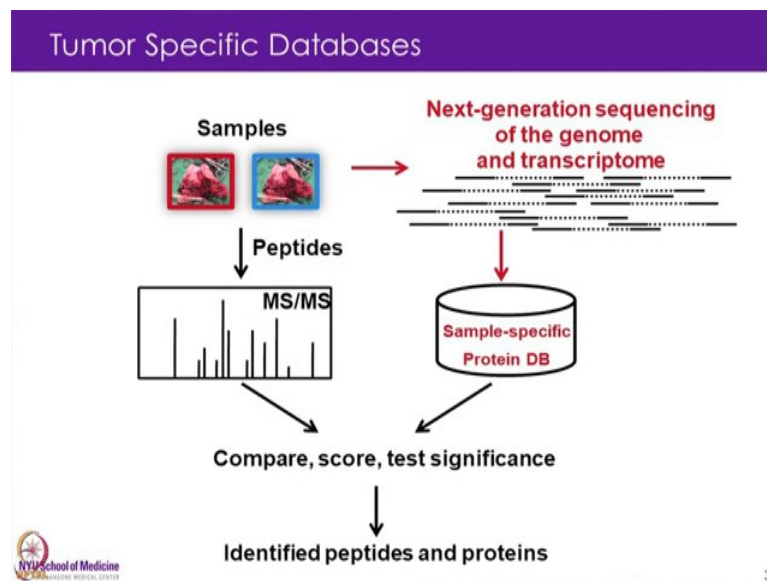 Tumor Specific Databases
Samples
Next-generation sequencing
of the genome
and transcriptome
Peptides
MS/MS
Sample-specific
Protein DB
Compare, score, test significance
Identified peptides and proteins
NYU School of Medicine